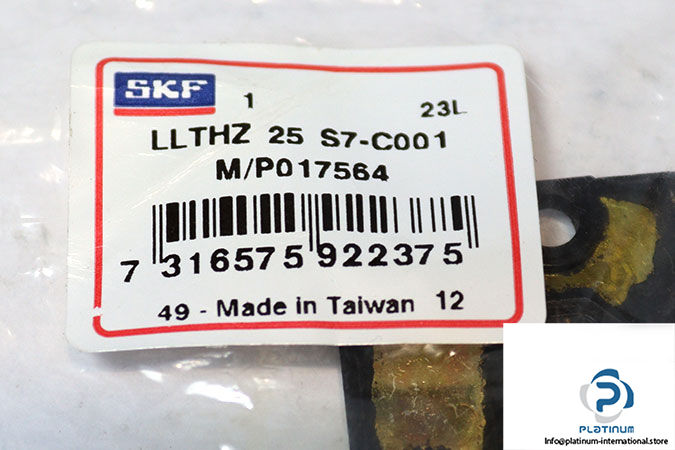 SKF
1
23L
LLTHZ 25 S7-C001
M/P017564
7 316575 922375
49 - Made in Taiwan 12
PLATINUM
Info@platinum-international.store